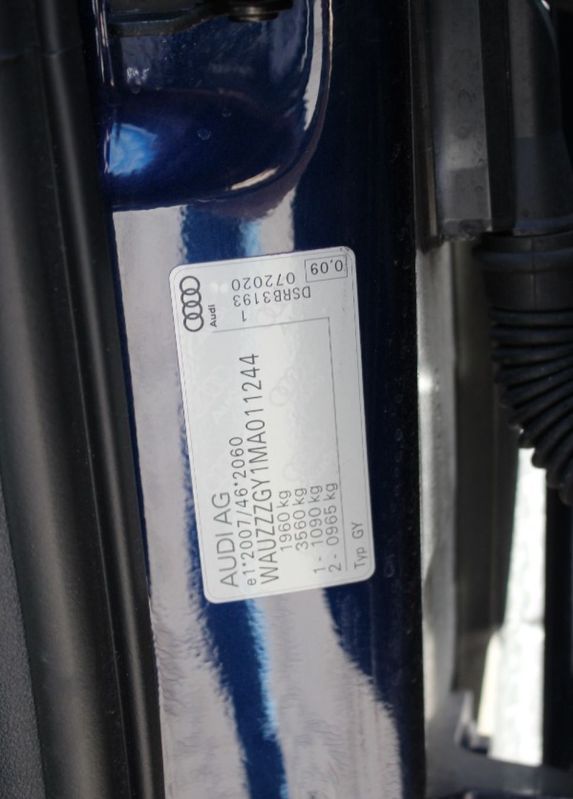 AUDI AG
e1*2007/46*2060
WAUZZZGY1MA011244
1960 kg
3560 kg
1 - 1090 kg
2 - 0965 kg
Typ GY
Audi
1
DSRB3193
072020
0.09